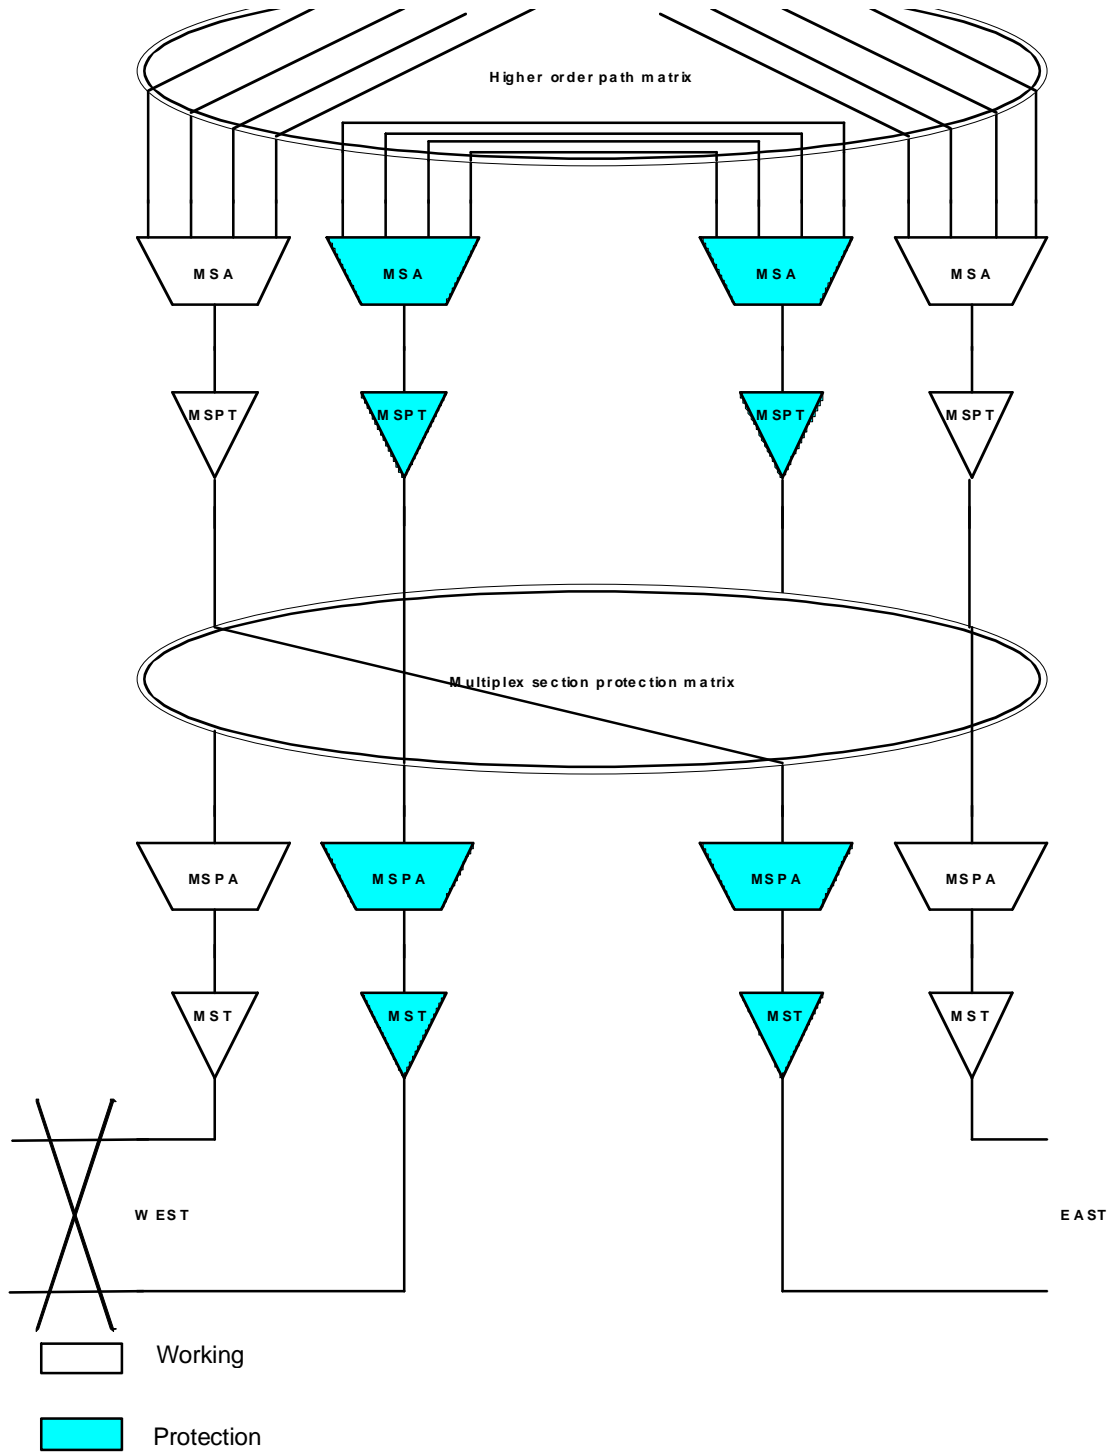 Higher order path matrix
MSA MSA MSA MSA
MSPT MSPT MSPT MSPT
Multiplex section protection matrix
MSPA MSPA MSPA MSPA
MST MST MST MST
WEST EAST
Working
Protection